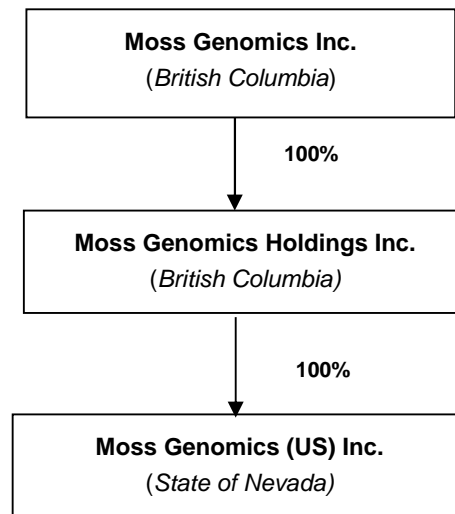 Moss Genomics Inc.
(British Columbia)
100%
Moss Genomics Holdings Inc.
(British Columbia)
100%
Moss Genomics (US) Inc.
(State of Nevada)